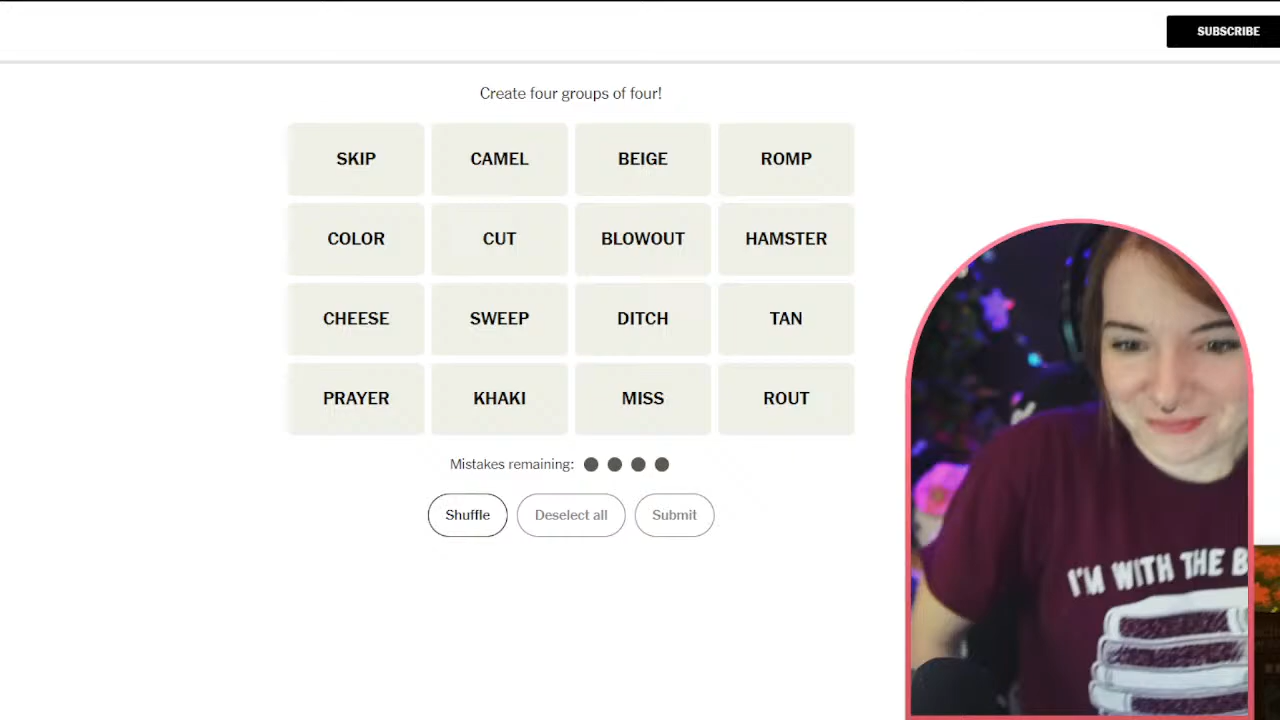 SUBSCRIBE
Create four groups of four!
SKIP CAMEL BEIGE ROMP
COLOR CUT BLOWOUT HAMSTER
CHEESE SWEEP DITCH TAN
PRAYER KHAKI MISS ROUT
Mistakes remaining:
Shuffle Deselect all Submit
I'M WITH THE B